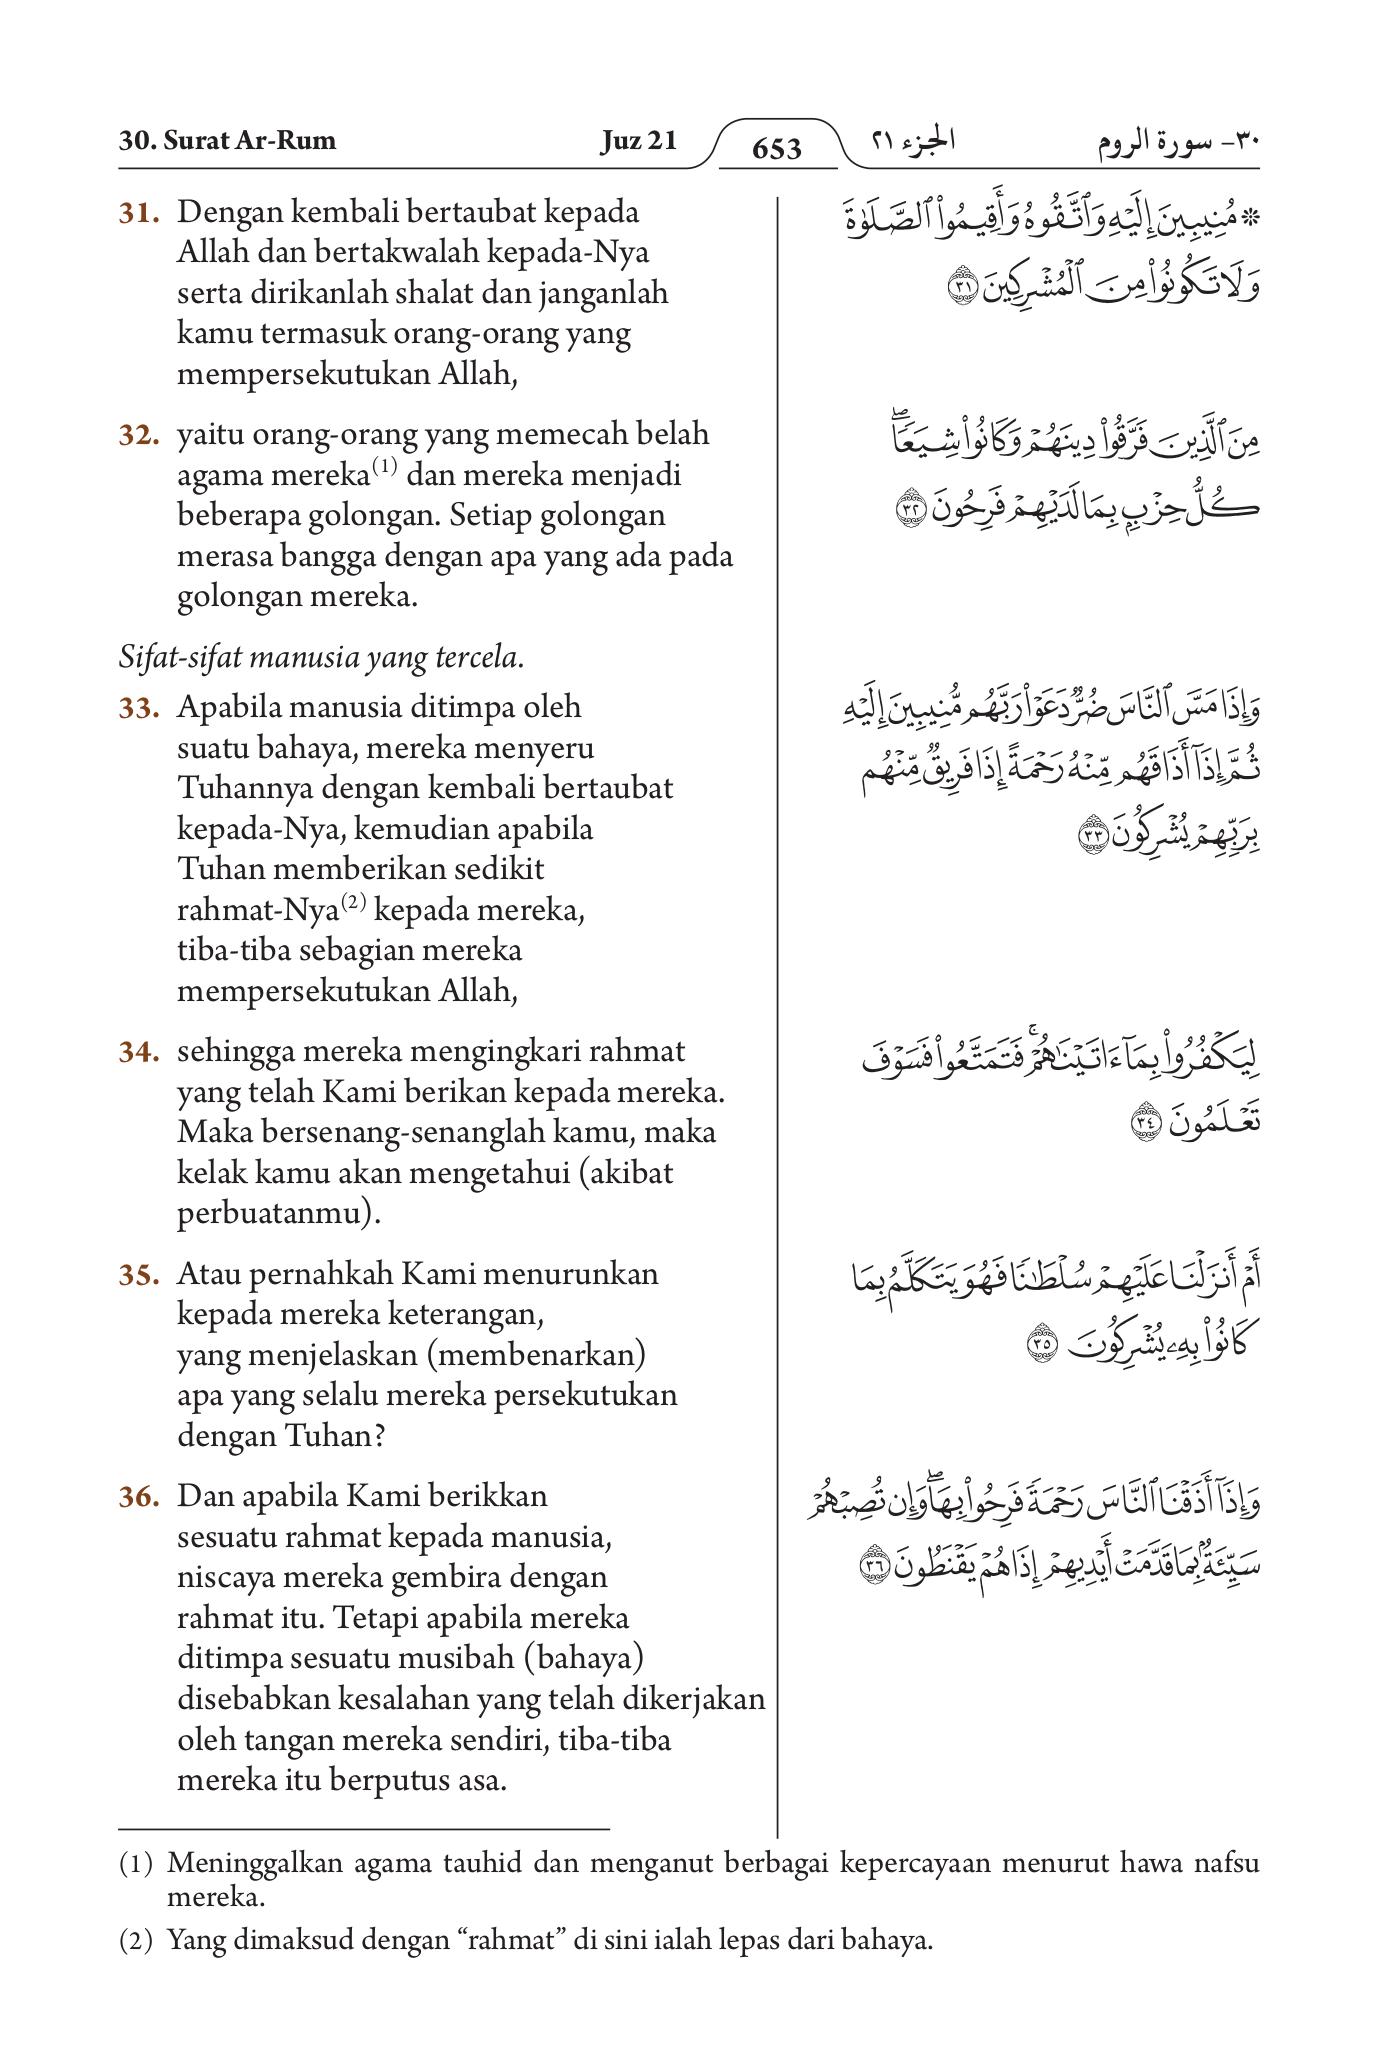 30. Surat Ar-Rum Juz 21 653 الجزء ٢١ ٣٠- سورة الروم
31. Dengan kembali bertaubat kepada
Allah dan bertakwalah kepada-Nya
serta dirikanlah shalat dan janganlah
kamu termasuk orang-orang yang
mempersekutukan Allah,
32. yaitu orang-orang yang memecah belah
agama mereka(1) dan mereka menjadi
beberapa golongan. Setiap golongan
merasa bangga dengan apa yang ada pada
golongan mereka.
Sifat-sifat manusia yang tercela.
33. Apabila manusia ditimpa oleh
suatu bahaya, mereka menyeru
Tuhannya dengan kembali bertaubat
kepada-Nya, kemudian apabila
Tuhan memberikan sedikit
rahmat-Nya(2) kepada mereka,
tiba-tiba sebagian mereka
mempersekutukan Allah,
34. sehingga mereka mengingkari rahmat
yang telah Kami berikan kepada mereka.
Maka bersenang-senanglah kamu, maka
kelak kamu akan mengetahui (akibat
perbuatanmu).
35. Atau pernahkah Kami menurunkan
kepada mereka keterangan,
yang menjelaskan (membenarkan)
apa yang selalu mereka persekutukan
dengan Tuhan?
36. Dan apabila Kami berikkan
sesuatu rahmat kepada manusia,
niscaya mereka gembira dengan
rahmat itu. Tetapi apabila mereka
ditimpa sesuatu musibah (bahaya)
disebabkan kesalahan yang telah dikerjakan
oleh tangan mereka sendiri, tiba-tiba
mereka itu berputus asa.
۞ مُنِيبِينَ إِلَيْهِ وَٱتَّقُوهُ وَأَقِيمُوا۟ ٱلصَّلَوٰةَ
وَلَا تَكُونُوا۟ مِنَ ٱلْمُشْرِكِينَ ٣١
مِنَ ٱلَّذِينَ فَرَّقُوا۟ دِينَهُمْ وَكَانُوا۟ شِيَعًۭا ۖ
كُلُّ حِزْبٍۭ بِمَا لَدَيْهِمْ فَرِحُونَ ٣٢
وَإِذَا مَسَّ ٱلنَّاسَ ضُرٌّۭ دَعَوْا۟ رَبَّهُم مُّنِيبِينَ إِلَيْهِ
ثُمَّ إِذَآ أَذَاقَهُم مِّنْهُ رَحْمَةً إِذَا فَرِيقٌۭ مِّنْهُم
بِرَبِّهِمْ يُشْرِكُونَ ٣٣
لِيَكْفُرُوا۟ بِمَآ ءَاتَيْنَٰهُمْ ۚ فَتَمَتَّعُوا۟ فَسَوْفَ
تَعْلَمُونَ ٣٤
أَمْ أَنزَلْنَا عَلَيْهِمْ سُلْطَٰنًۭا فَهُوَ يَتَكَلَّمُ بِمَا
كَانُوا۟ بِهِۦ يُشْرِكُونَ ٣٥
وَإِذَآ أَذَقْنَا ٱلنَّاسَ رَحْمَةًۭ فَرِحُوا۟ بِهَا ۖ وَإِن تُصِبْهُمْ
سَيِّئَةٌۢ بِمَا قَدَّمَتْ أَيْدِيهِمْ إِذَا هُمْ يَقْنَطُونَ ٣٦
(1) Meninggalkan agama tauhid dan menganut berbagai kepercayaan menurut hawa nafsu
mereka.
(2) Yang dimaksud dengan “rahmat” di sini ialah lepas dari bahaya.